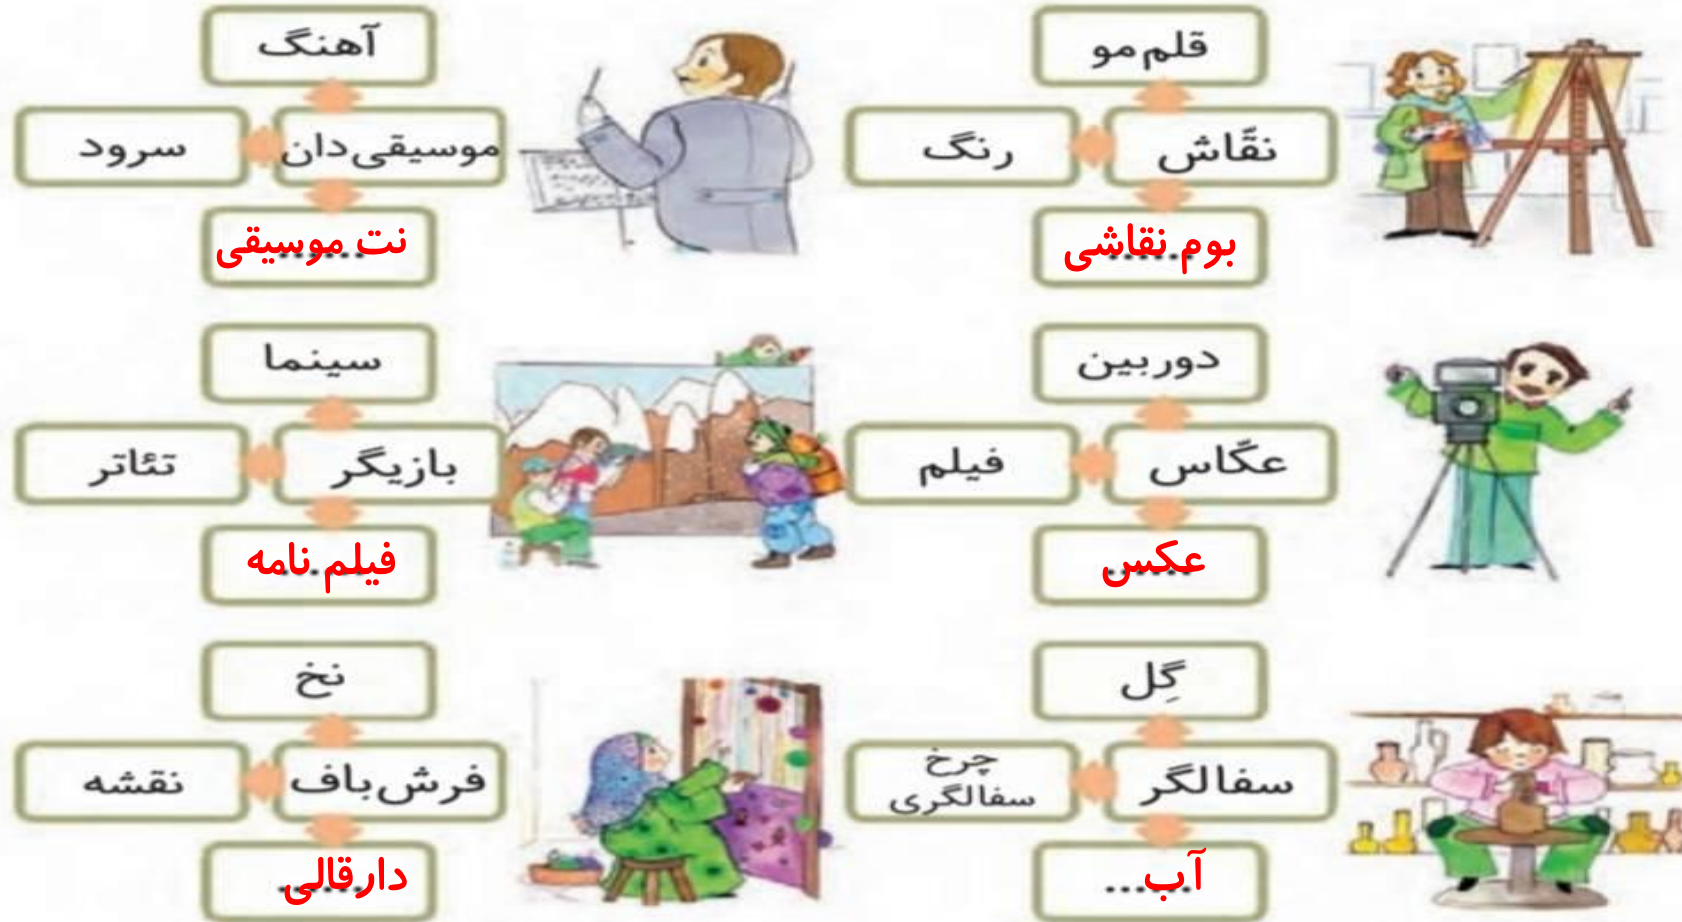 قلم‌مو
نقّاش
رنگ
بوم نقاشی
آهنگ
موسیقی‌دان
سرود
نت موسیقی
دوربین
عکّاس
فیلم
عکس
سینما
بازیگر
تئاتر
فیلم نامه
گِل
سفالگر
چرخ
سفالگری
آب...
نخ
فرش‌باف
نقشه
دارقالی